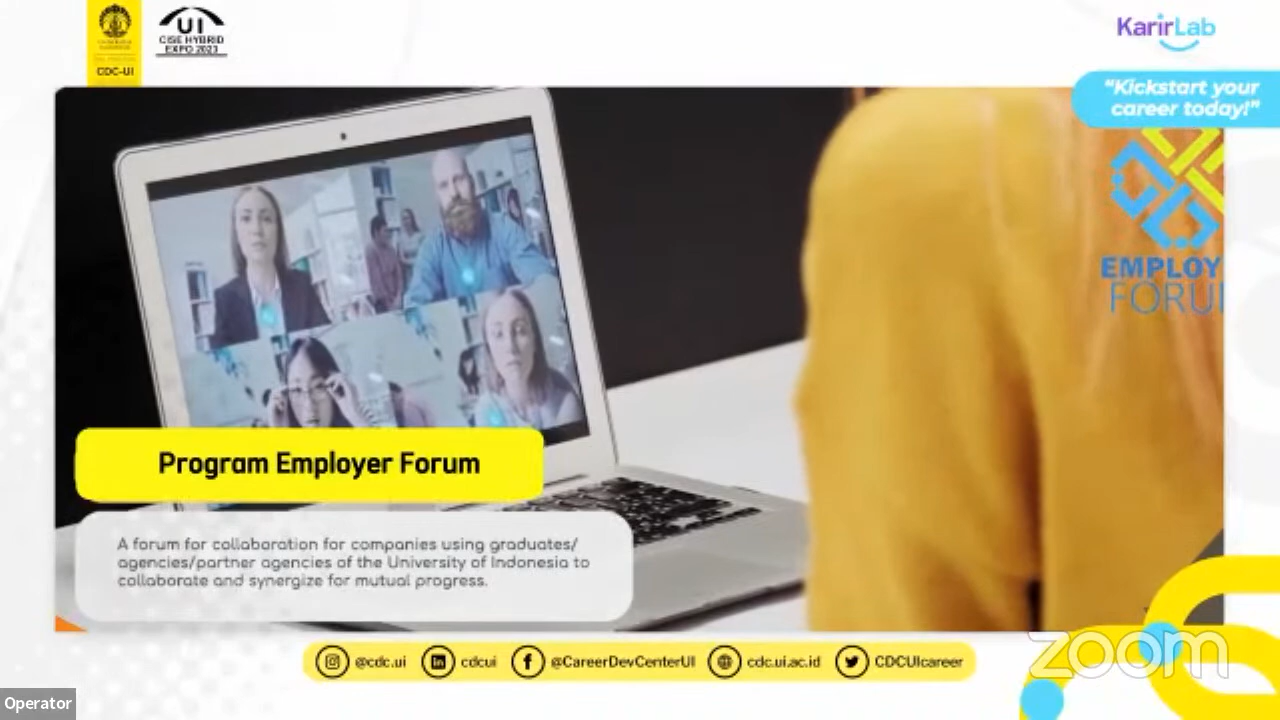 CDC-UI
UI
CISE HYBRID
EXPO 2023
KarirLab
"Kickstart your
career today!"
EMPLOY
FORU
Program Employer Forum
A forum for collaboration for companies using graduates/
agencies/partner agencies of the University of Indonesia to
collaborate and synergize for mutual progress.
@cdc.ui
cdcui
@CareerDevCenterUI
cdc.ui.ac.id
CDCUIcareer
zoom
Operator